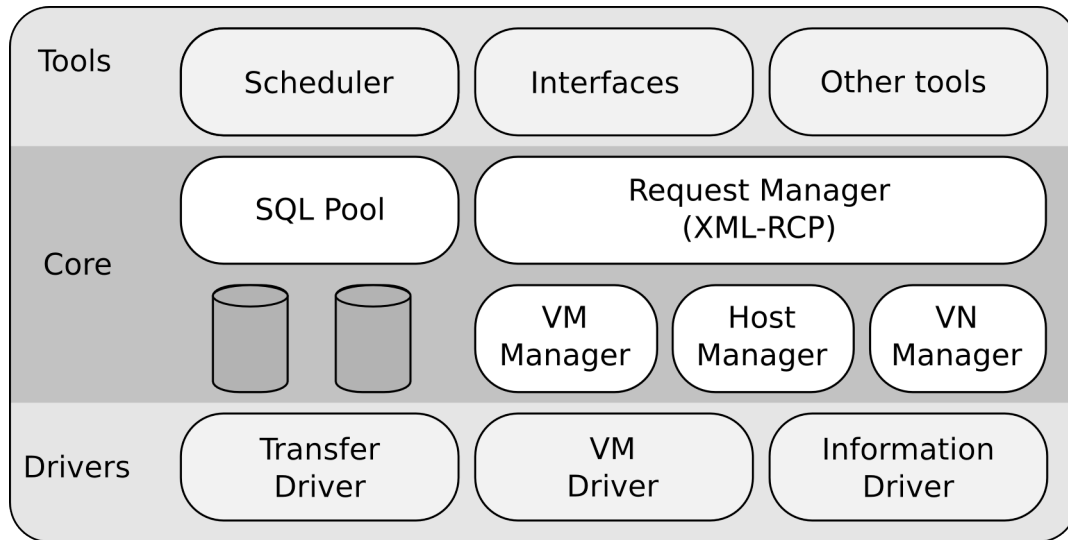 Tools
Scheduler
Interfaces
Other tools
Core
SQL Pool
Request Manager
(XML-RCP)
VM
Manager
Host
Manager
VN
Manager
Drivers
Transfer
Driver
VM
Driver
Information
Driver